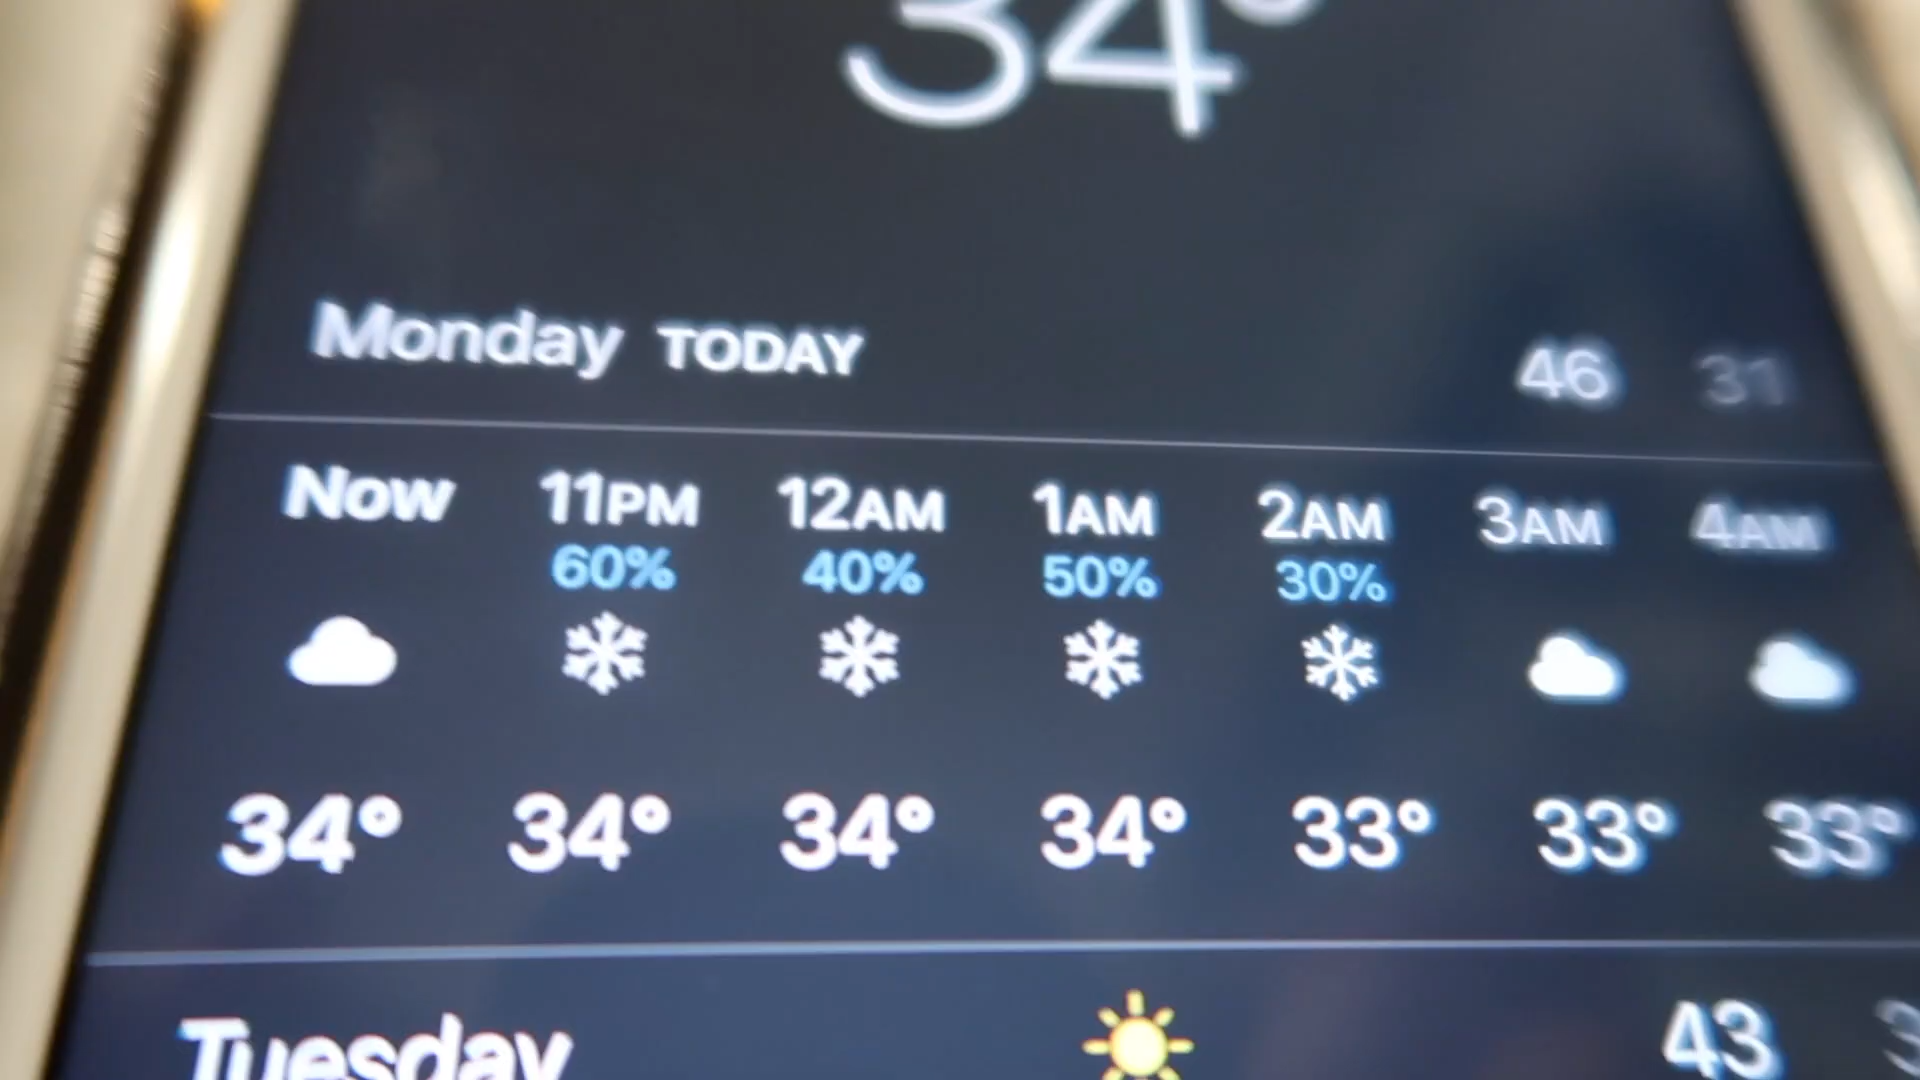 34°
Monday TODAY 46 31
Now 11PM 12AM 1AM 2AM 3AM 4AM
60% 40% 50% 30%
34° 34° 34° 34° 33° 33° 33°
Tuesday 43